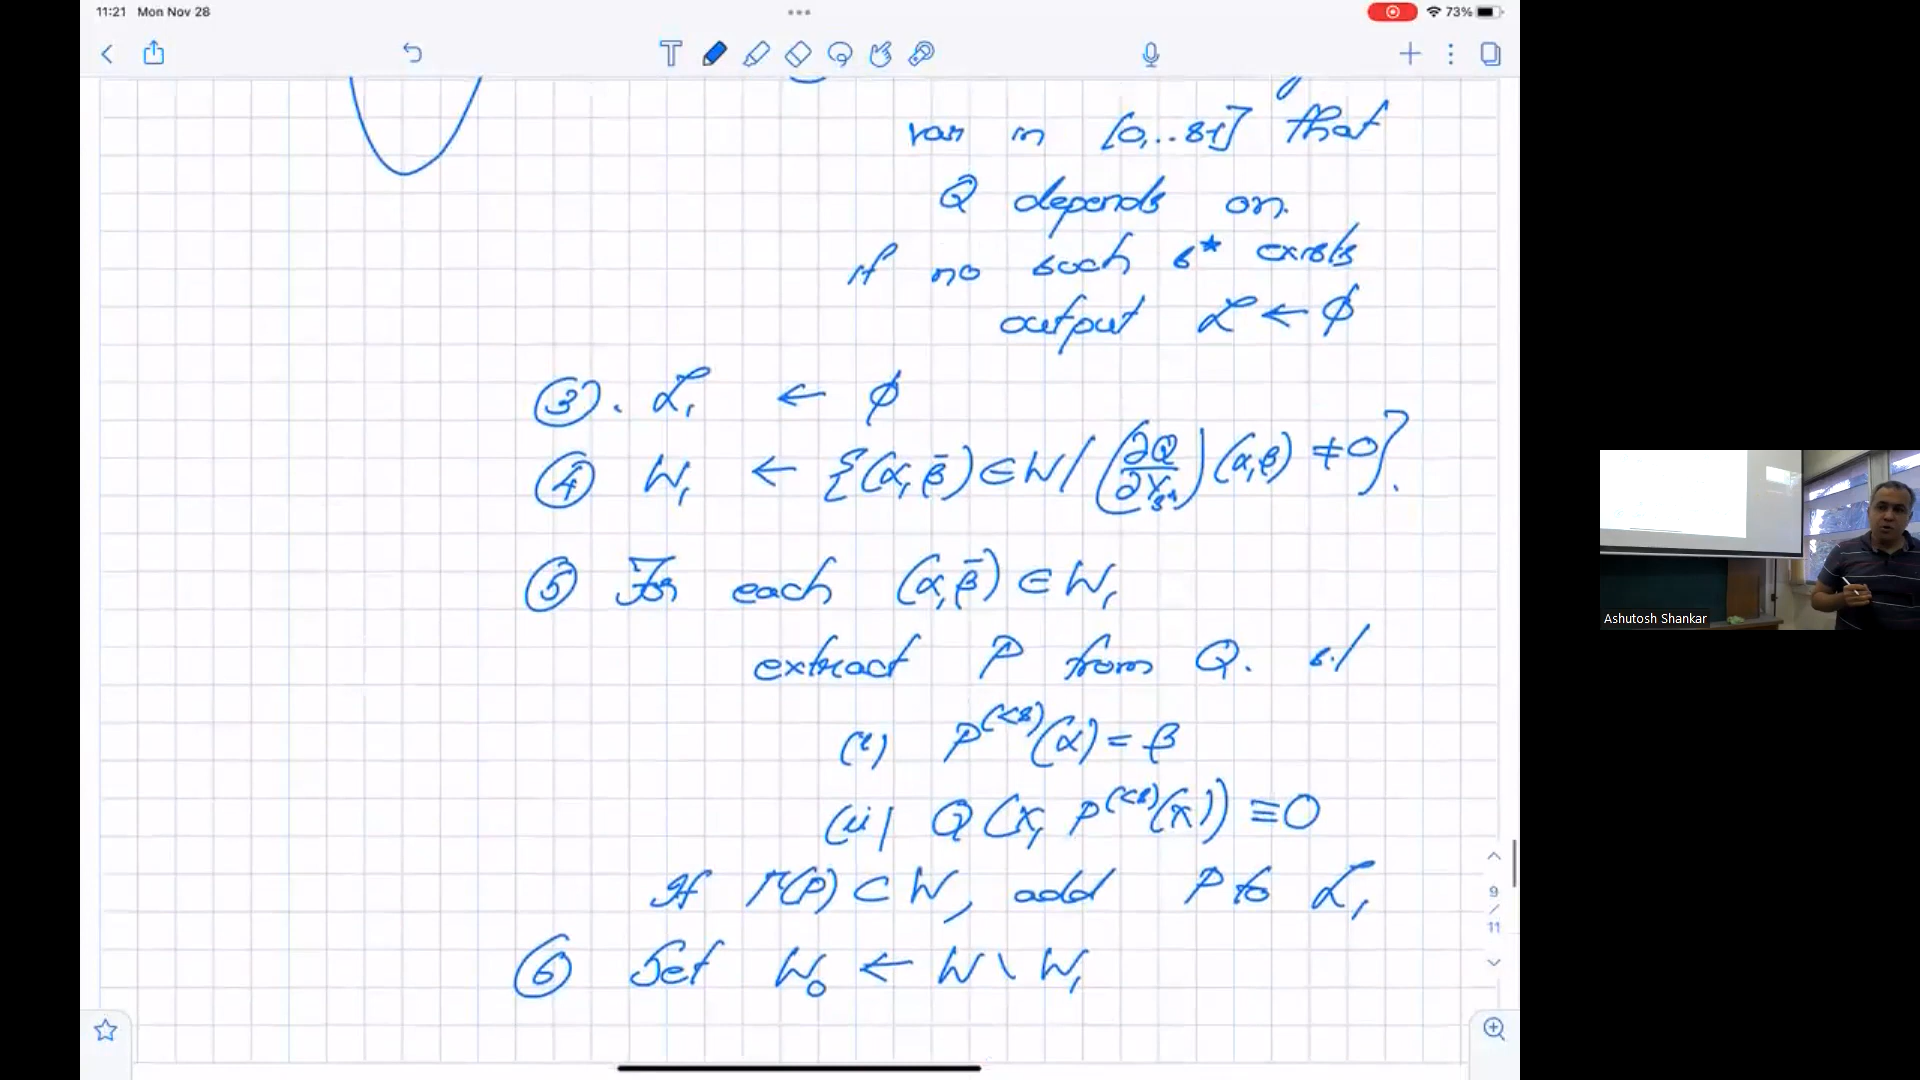 11:21 Mon Nov 28
73%
var in [0,..s-1] that
Q depends on.
if no such s* exists
output ℒ ← ϕ
③. ℒ₁ ← ϕ
④ W₁ ← {(α,β̄) ∈ W / (∂Q/∂Y_{s*})(α,β) ≠ 0}.
⑤ For each (α,β̄) ∈ W₁
extract P from Q. s/
(i) P^{(<s)}(α) = β
(ii) Q(x, P^{(<s)}(x)) ≡ 0
If Γ(P) ⊂ W, add P to ℒ₁
⑥ Set W₀ ← W \ W₁
9
/
11
Ashutosh Shankar